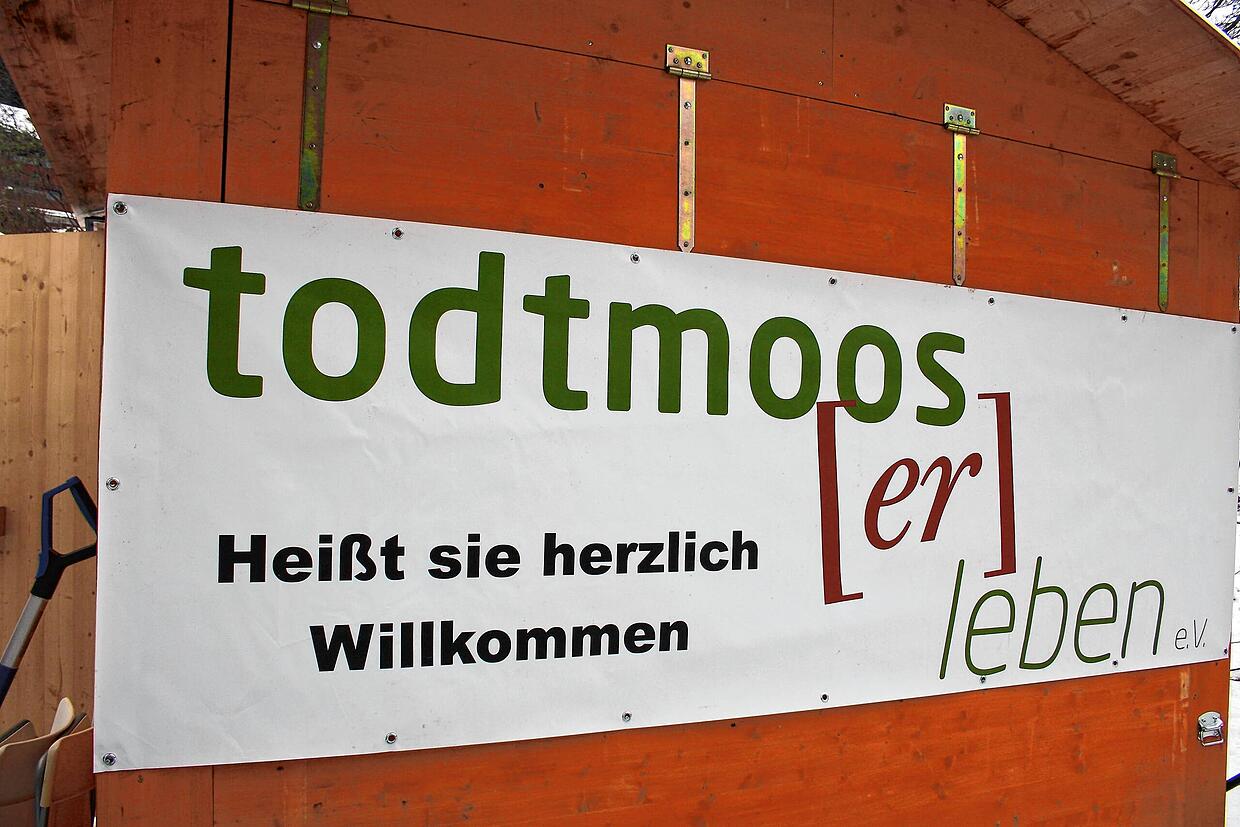 todtmoos
[er]
Heißt sie herzlich
Willkommen
leben e.V.